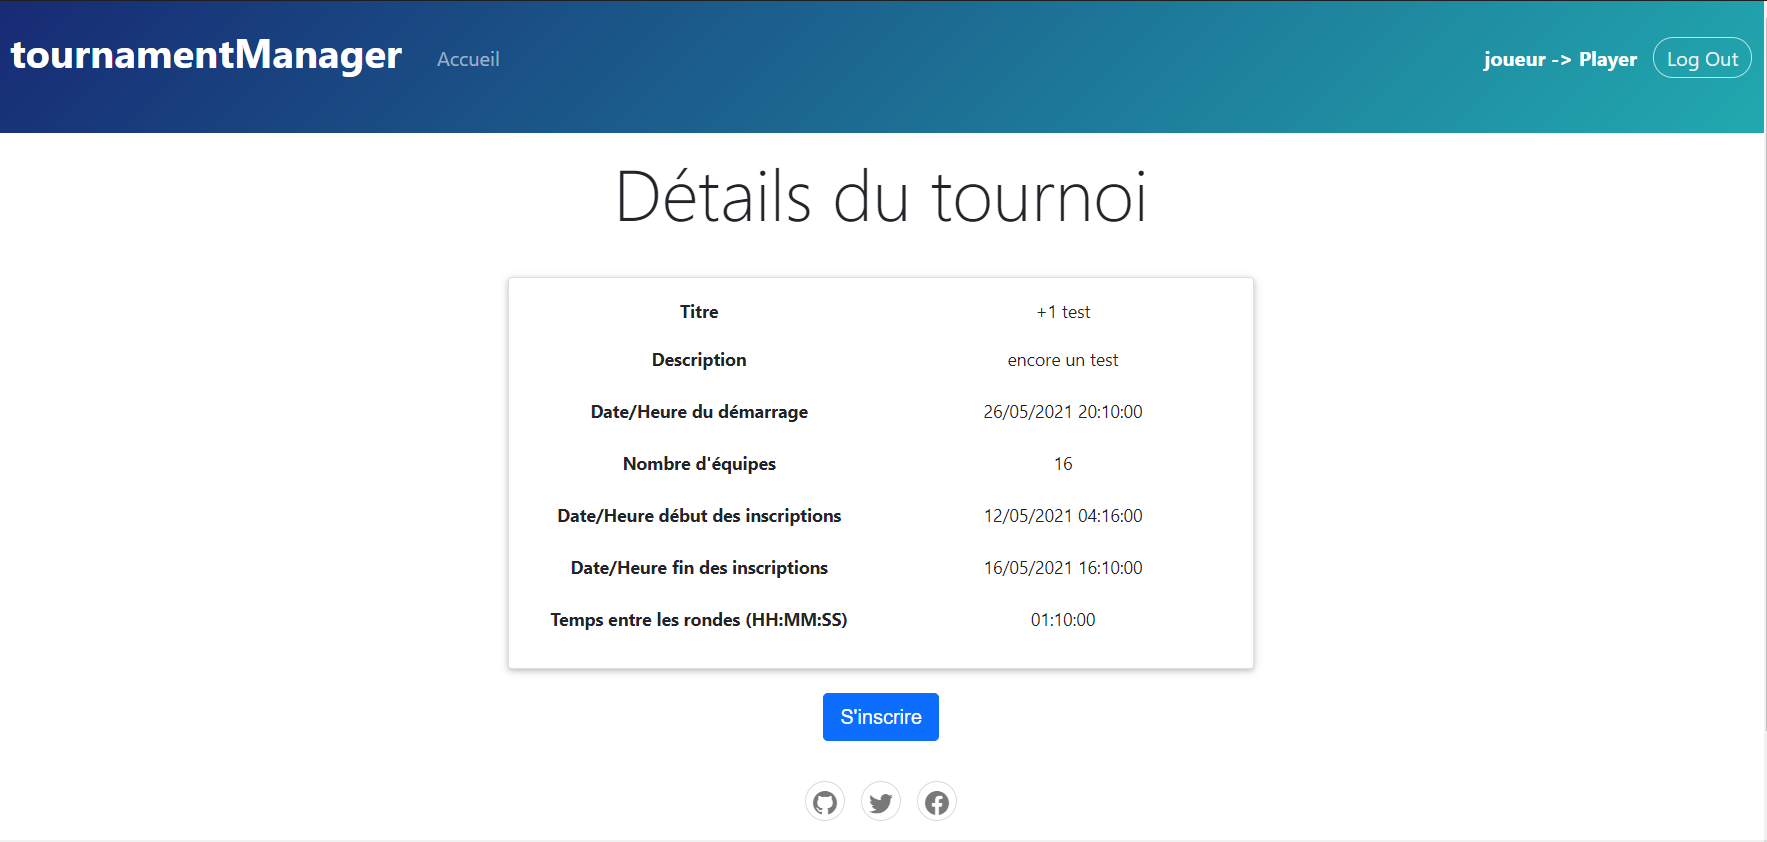 tournamentManager Accueil joueur -> Player Log Out
Détails du tournoi
Titre +1 test
Description encore un test
Date/Heure du démarrage 26/05/2021 20:10:00
Nombre d'équipes 16
Date/Heure début des inscriptions 12/05/2021 04:16:00
Date/Heure fin des inscriptions 16/05/2021 16:10:00
Temps entre les rondes (HH:MM:SS) 01:10:00
S'inscrire